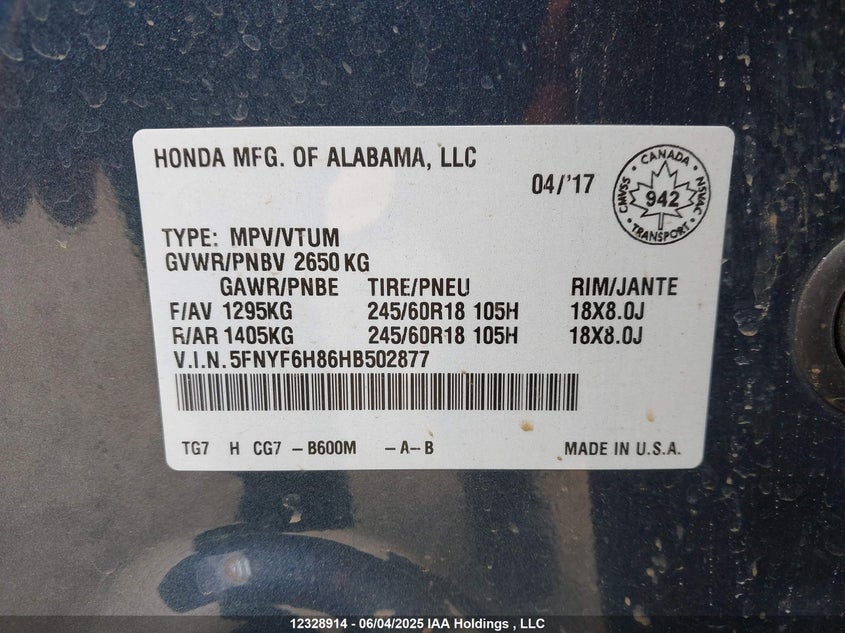 HONDA MFG. OF ALABAMA, LLC
04/'17
CANADA
CMVSS 942 NSVAC
TRANSPORT
TYPE: MPV/VTUM
GVWR/PNBV 2650 KG
GAWR/PNBE TIRE/PNEU RIM/JANTE
F/AV 1295KG 245/60R18 105H 18X8.0J
R/AR 1405KG 245/60R18 105H 18X8.0J
V.I.N. 5FNYF6H86HB502877
TG7 H CG7 –B600M –A–B MADE IN U.S.A.
12328914 - 06/04/2025 IAA Holdings , LLC